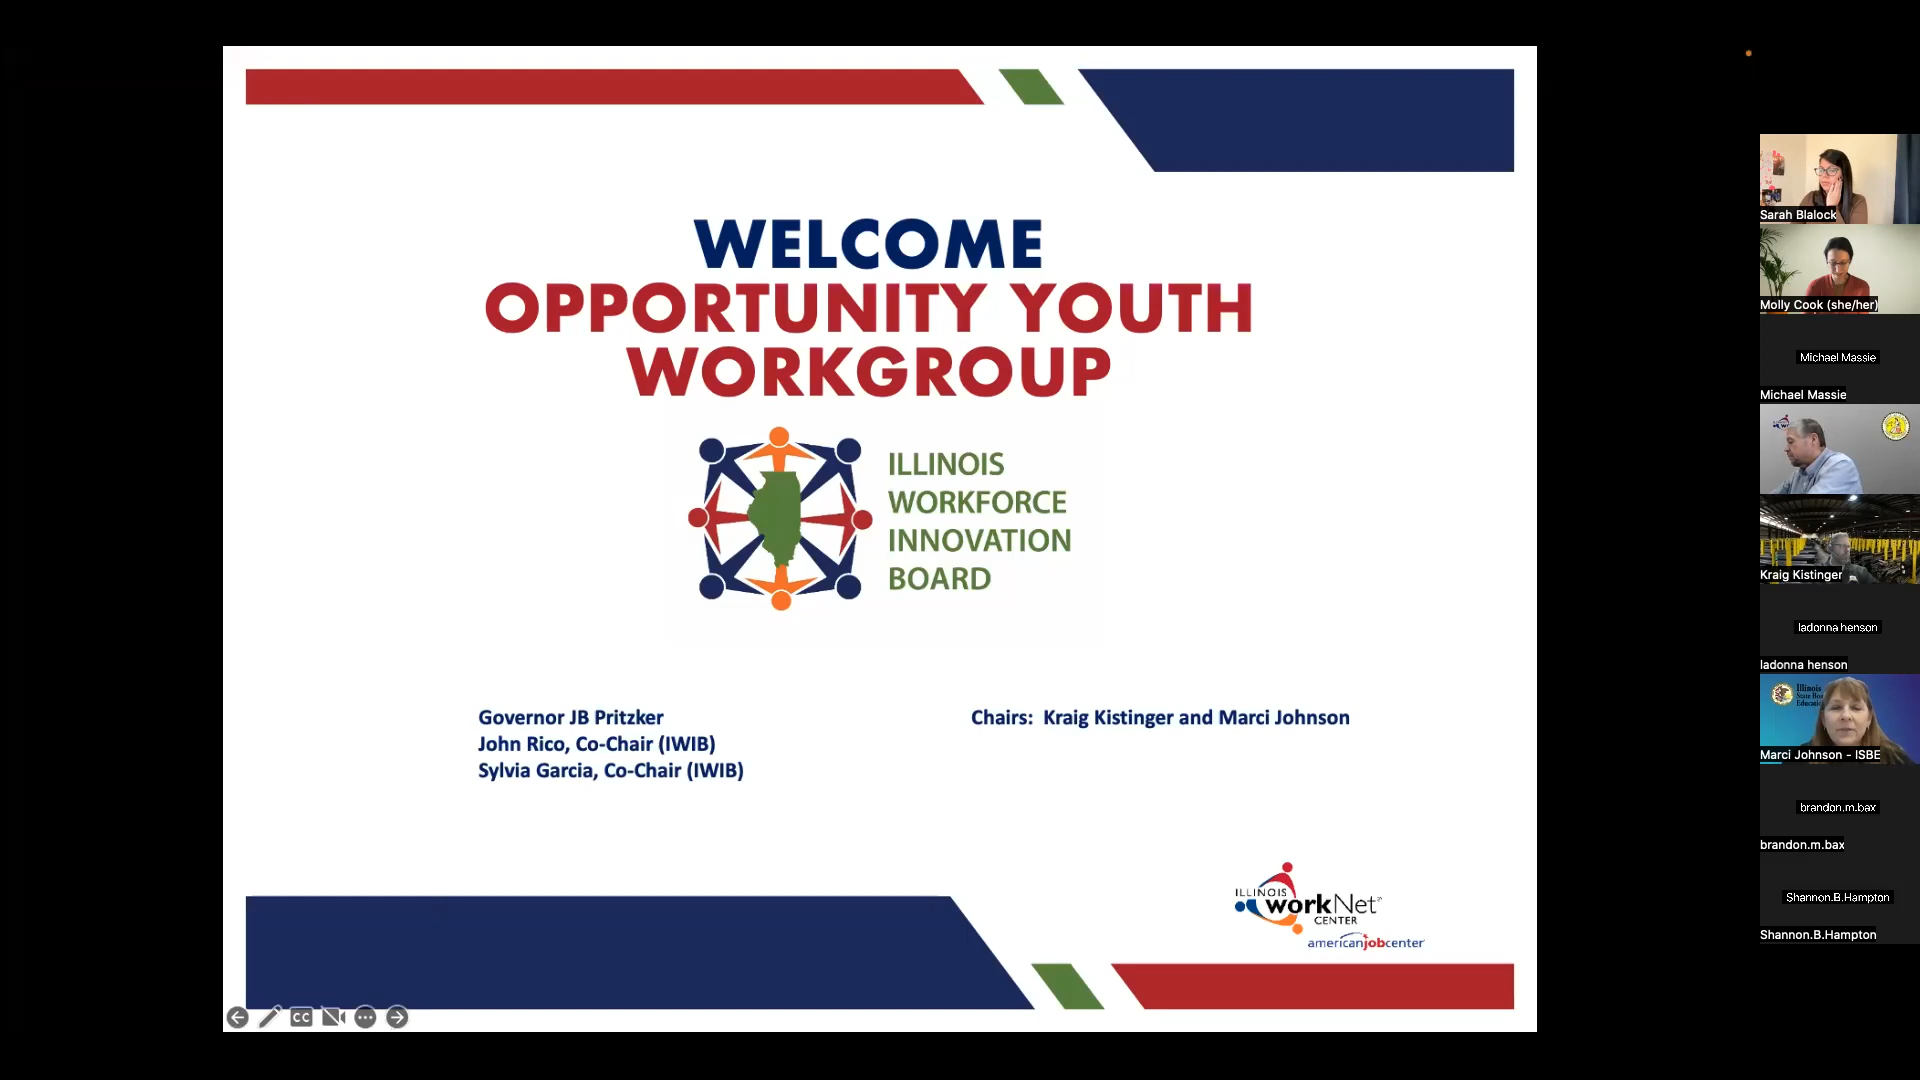 WELCOME
OPPORTUNITY YOUTH
WORKGROUP
ILLINOIS
WORKFORCE
INNOVATION
BOARD
Governor JB Pritzker
John Rico, Co-Chair (IWIB)
Sylvia Garcia, Co-Chair (IWIB)
Chairs: Kraig Kistinger and Marci Johnson
ILLINOIS
workNet
CENTER
americanjobcenter
CC
Sarah Blalock
Molly Cook (she/her)
Michael Massie
Michael Massie
Kraig Kistinger
ladonna henson
ladonna henson
Illinois
Marci Johnson - ISBE
brandon.m.bax
brandon.m.bax
Shannon.B.Hampton
Shannon.B.Hampton